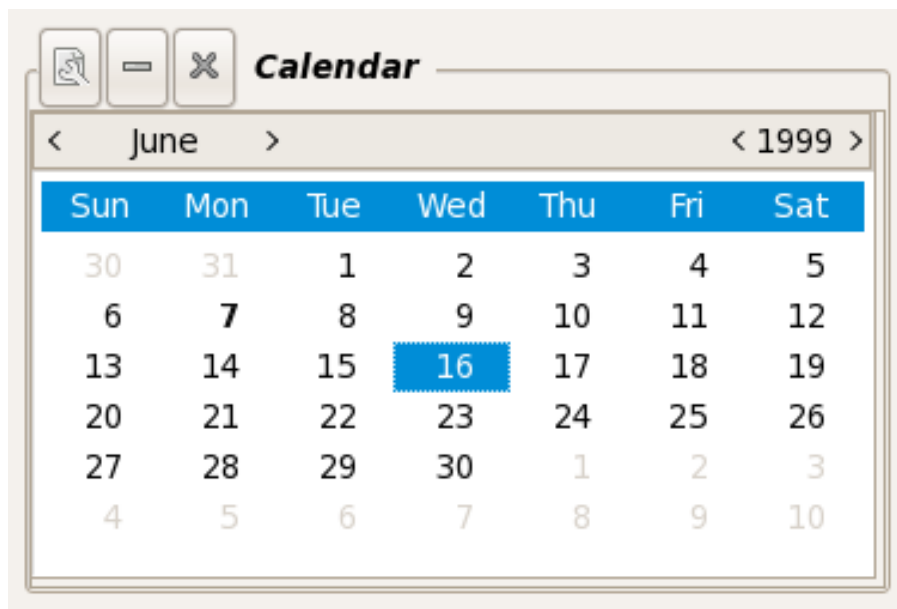 Calendar
< June > < 1999 >
Sun Mon Tue Wed Thu Fri Sat
30 31 1 2 3 4 5
6 7 8 9 10 11 12
13 14 15 16 17 18 19
20 21 22 23 24 25 26
27 28 29 30 1 2 3
4 5 6 7 8 9 10